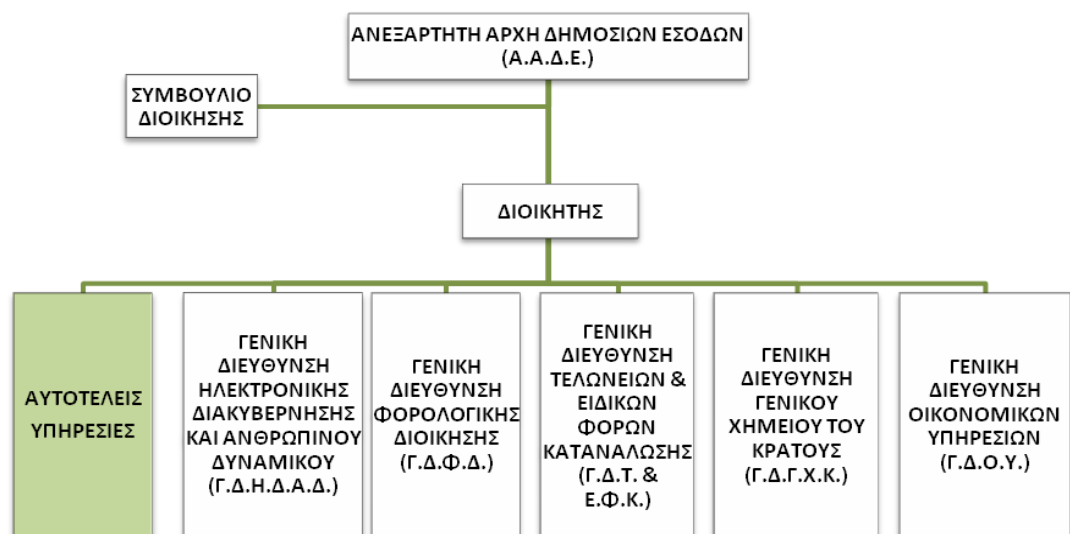 ΑΝΕΞΑΡΤΗΤΗ ΑΡΧΗ ΔΗΜΟΣΙΩΝ ΕΣΟΔΩΝ
(Α.Α.Δ.Ε.)
ΣΥΜΒΟΥΛΙΟ
ΔΙΟΙΚΗΣΗΣ
ΔΙΟΙΚΗΤΗΣ
ΑΥΤΟΤΕΛΕΙΣ
ΥΠΗΡΕΣΙΕΣ
ΓΕΝΙΚΗ
ΔΙΕΥΘΥΝΣΗ
ΗΛΕΚΤΡΟΝΙΚΗΣ
ΔΙΑΚΥΒΕΡΝΗΣΗΣ
ΚΑΙ ΑΝΘΡΩΠΙΝΟΥ
ΔΥΝΑΜΙΚΟΥ
(Γ.Δ.Η.Δ.Α.Δ.)
ΓΕΝΙΚΗ
ΔΙΕΥΘΥΝΣΗ
ΦΟΡΟΛΟΓΙΚΗΣ
ΔΙΟΙΚΗΣΗΣ
(Γ.Δ.Φ.Δ.)
ΓΕΝΙΚΗ
ΔΙΕΥΘΥΝΣΗ
ΤΕΛΩΝΕΙΩΝ &
ΕΙΔΙΚΩΝ
ΦΟΡΩΝ
ΚΑΤΑΝΑΛΩΣΗΣ
(Γ.Δ.Τ. &
Ε.Φ.Κ.)
ΓΕΝΙΚΗ
ΔΙΕΥΘΥΝΣΗ
ΓΕΝΙΚΟΥ
ΧΗΜΕΙΟΥ ΤΟΥ
ΚΡΑΤΟΥΣ
(Γ.Δ.Γ.Χ.Κ.)
ΓΕΝΙΚΗ
ΔΙΕΥΘΥΝΣΗ
ΟΙΚΟΝΟΜΙΚΩΝ
ΥΠΗΡΕΣΙΩΝ
(Γ.Δ.Ο.Υ.)